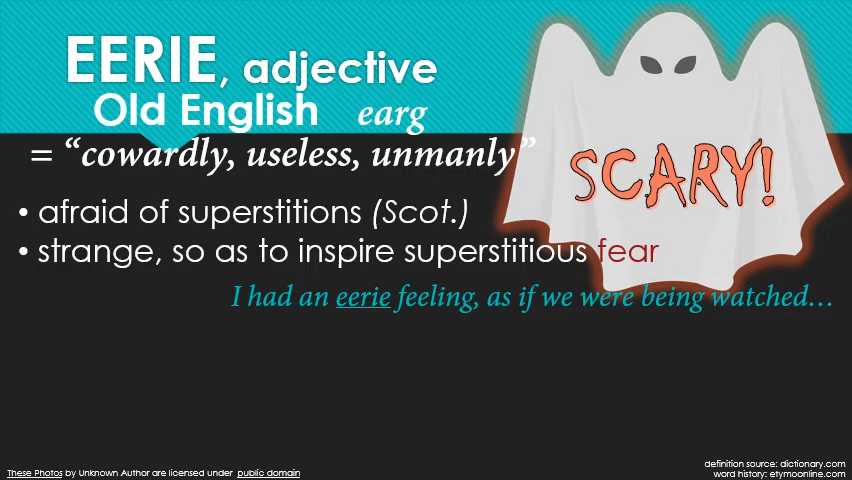 EERIE, adjective
Old English earg
= “cowardly, useless, unmanly”
SCARY!
• afraid of superstitions (Scot.)
• strange, so as to inspire superstitious fear
I had an eerie feeling, as if we were being watched…
These Photos by Unknown Author are licensed under public domain
definition source: dictionary.com
word history: etymoonline.com